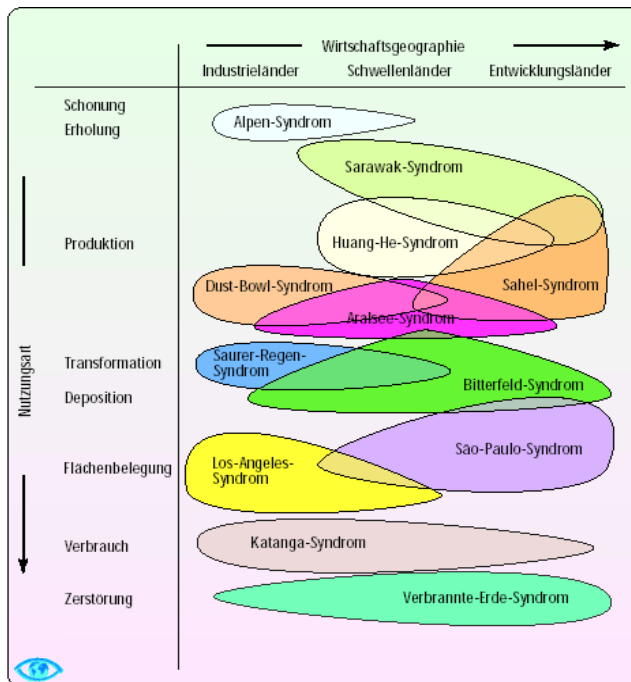 Wirtschaftsgeographie
Industrieländer Schwellenländer Entwicklungsländer
Nutzungsart
Schonung
Erholung
Alpen-Syndrom
Sarawak-Syndrom
Produktion
Huang-He-Syndrom
Dust-Bowl-Syndrom
Sahel-Syndrom
Aralsee-Syndrom
Transformation
Saurer-Regen-
Syndrom
Deposition
Bitterfeld-Syndrom
Flächenbelegung
Los-Angeles-
Syndrom
São-Paulo-Syndrom
Verbrauch
Katanga-Syndrom
Zerstörung
Verbrannte-Erde-Syndrom